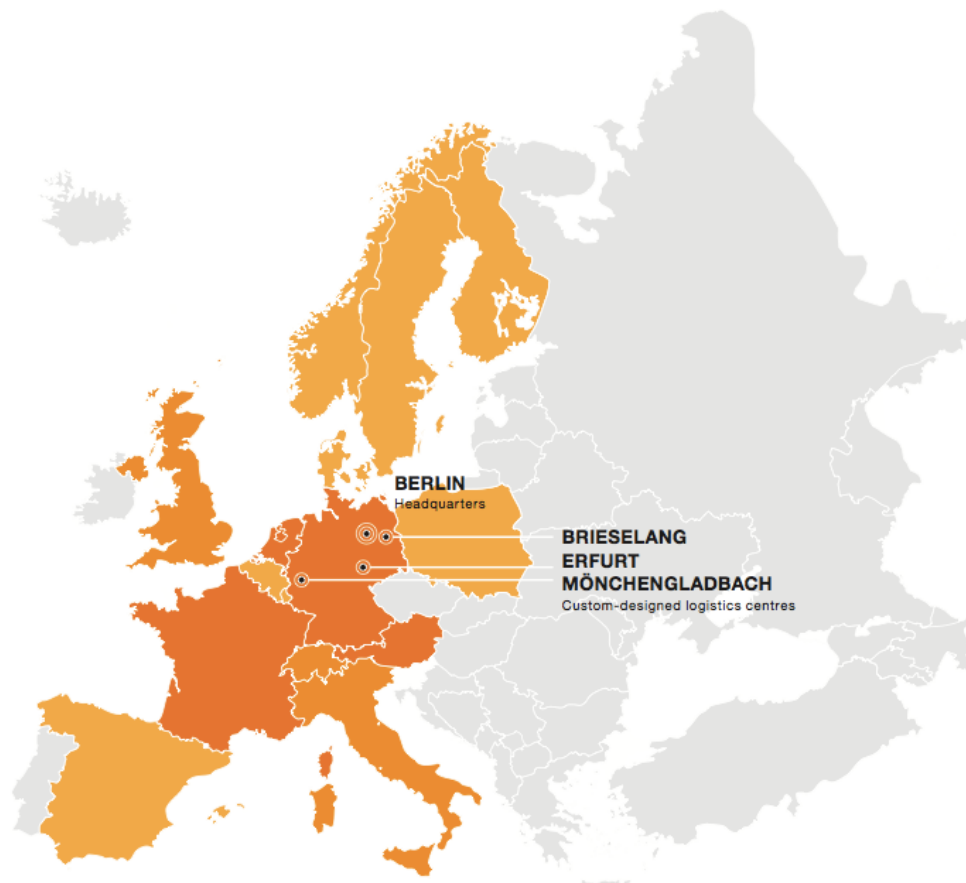 BERLIN
Headquarters
BRIESELANG
ERFURT
MÖNCHENGLADBACH
Custom-designed logistics centres